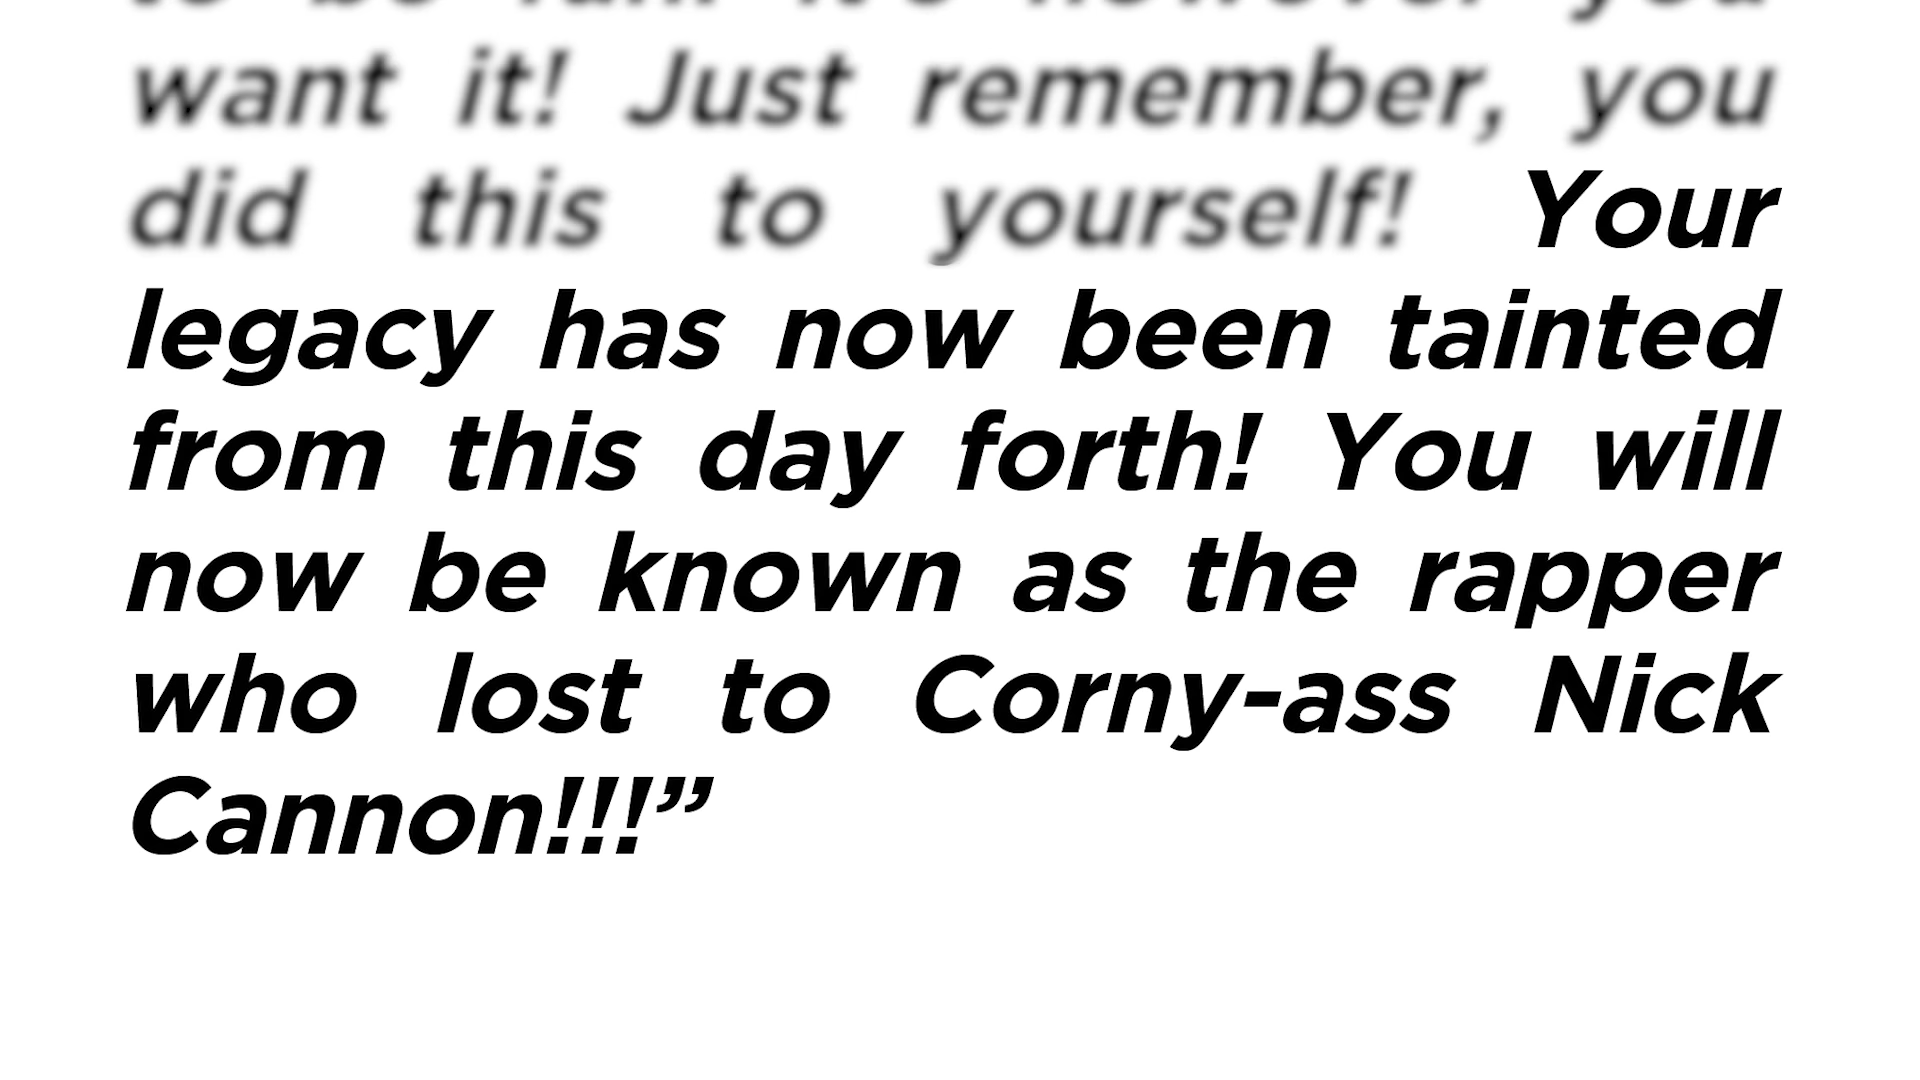 want it! Just remember, you
did this to yourself! Your
legacy has now been tainted
from this day forth! You will
now be known as the rapper
who lost to Corny-ass Nick
Cannon!!!”